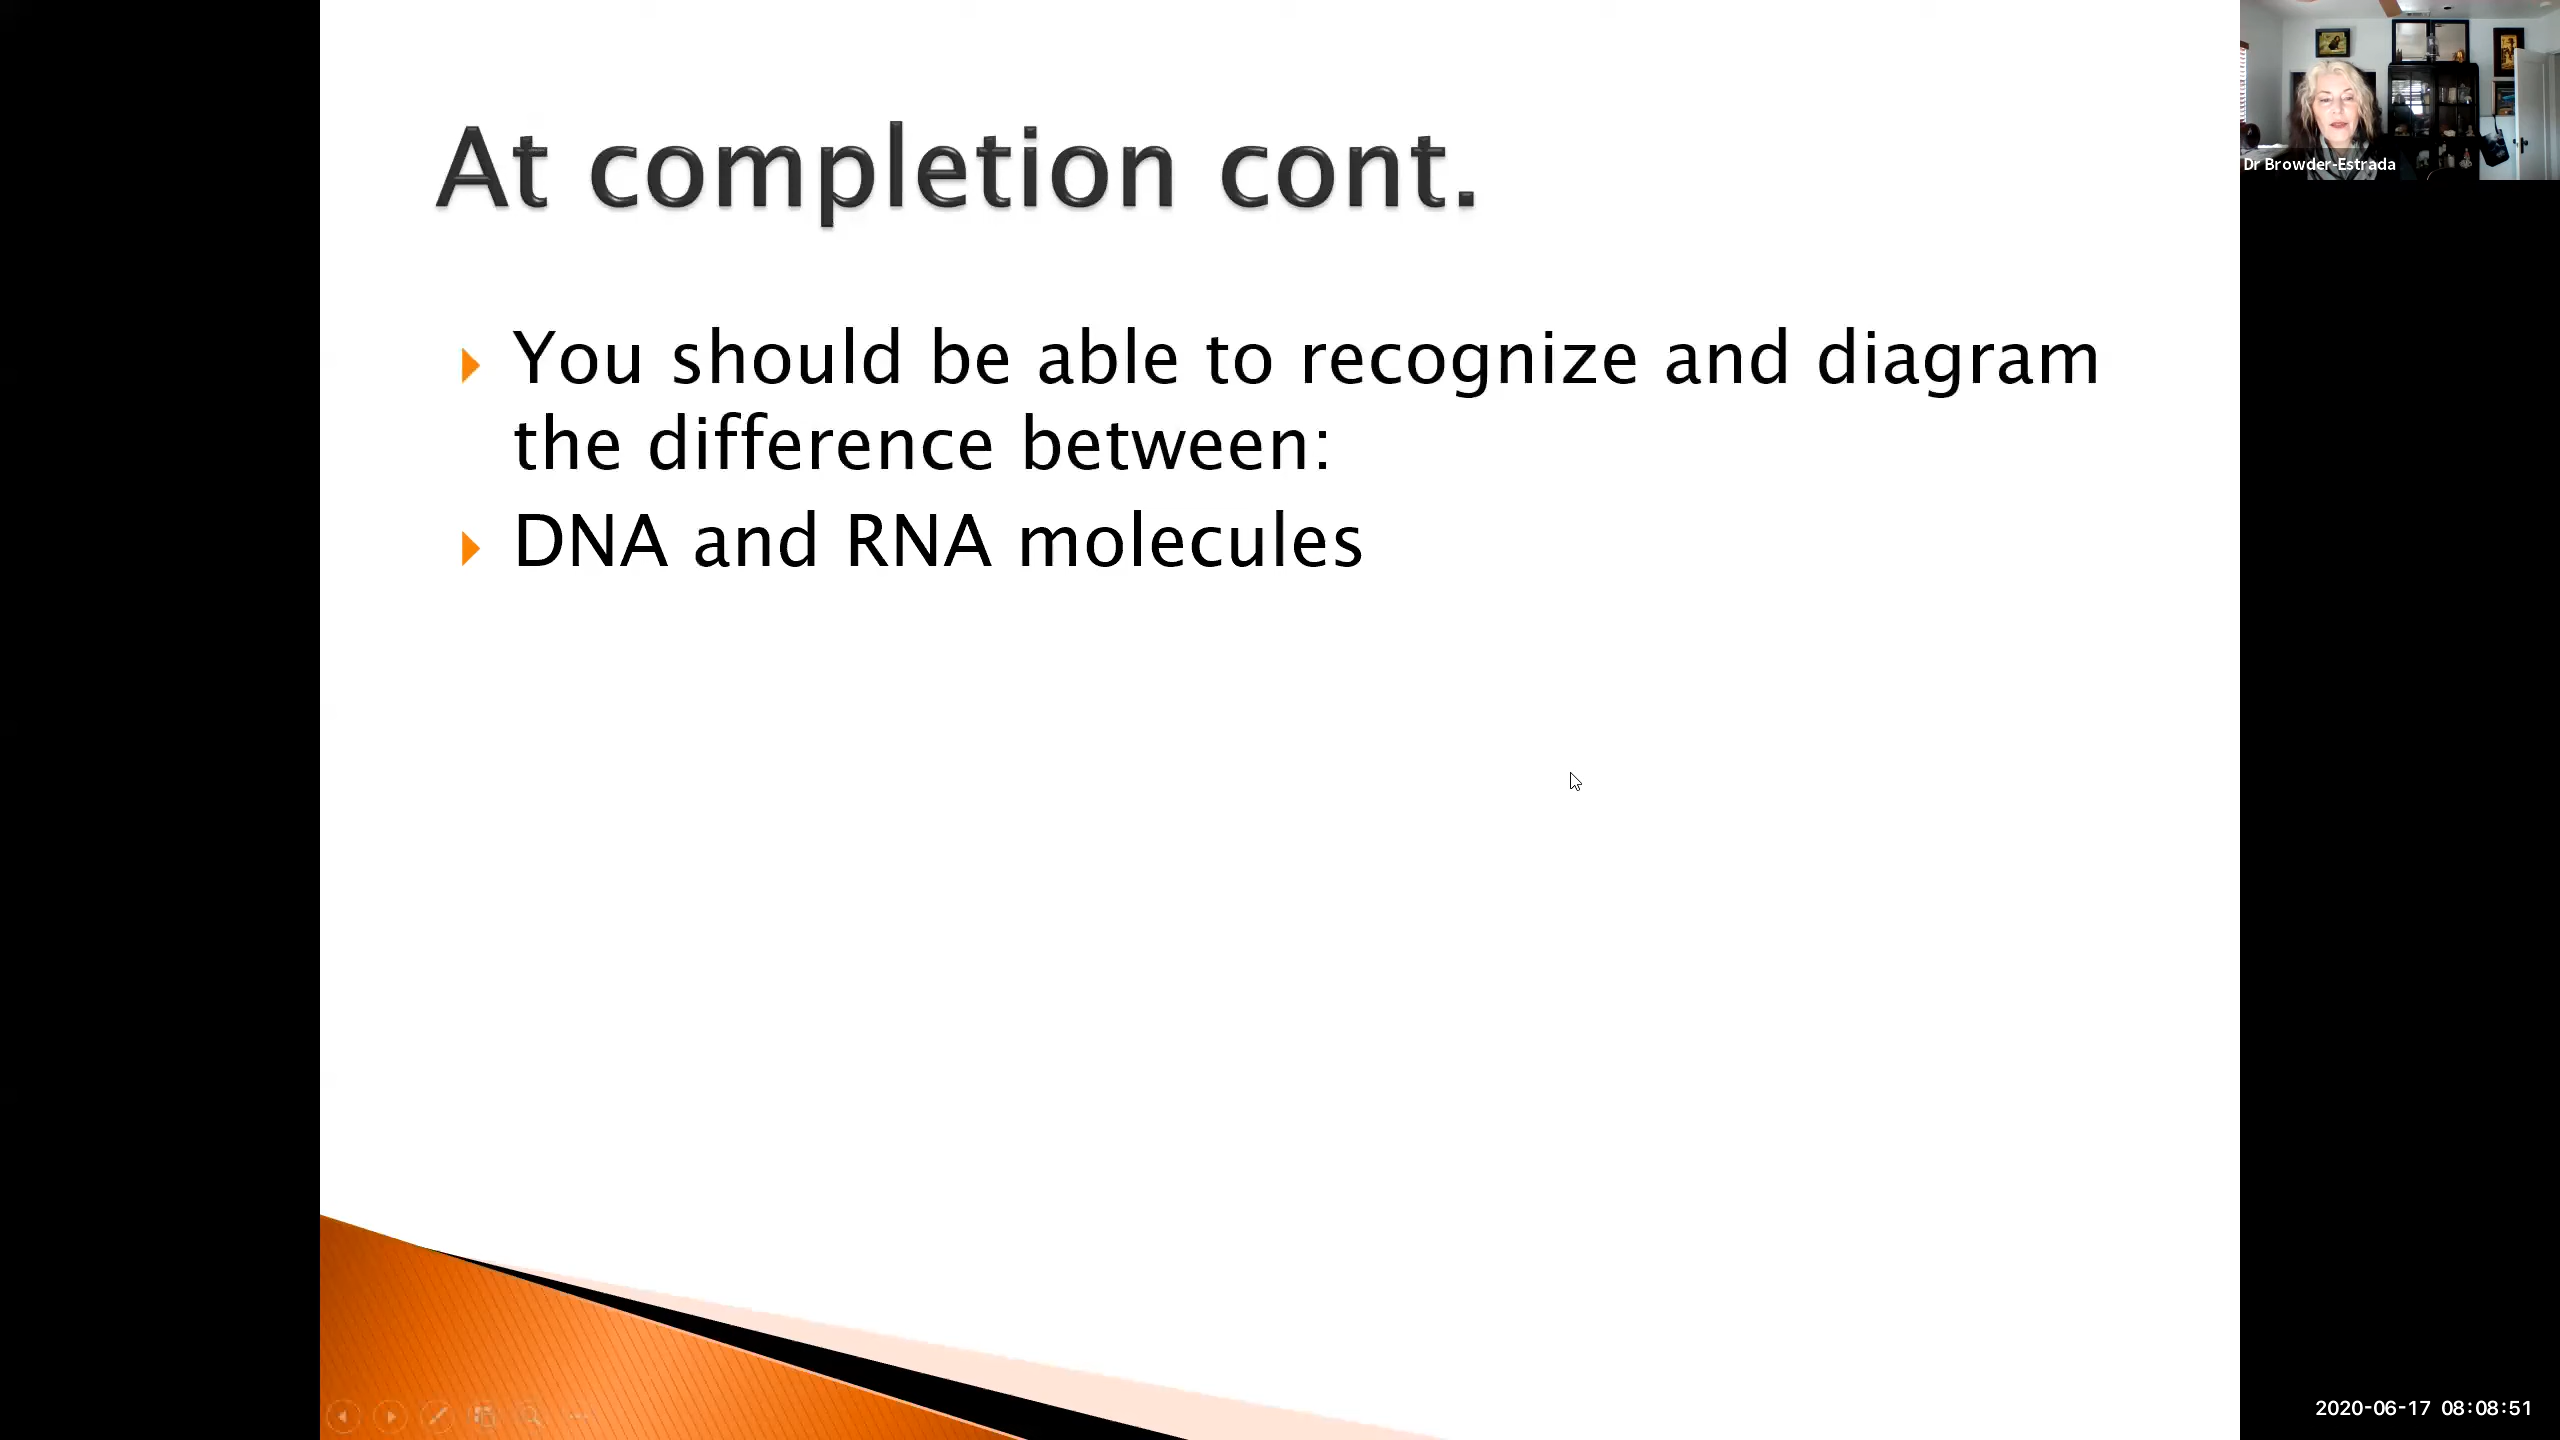 At completion cont.
You should be able to recognize and diagram
the difference between:
DNA and RNA molecules
Dr Browder-Estrada
2020-06-17 08:08:51